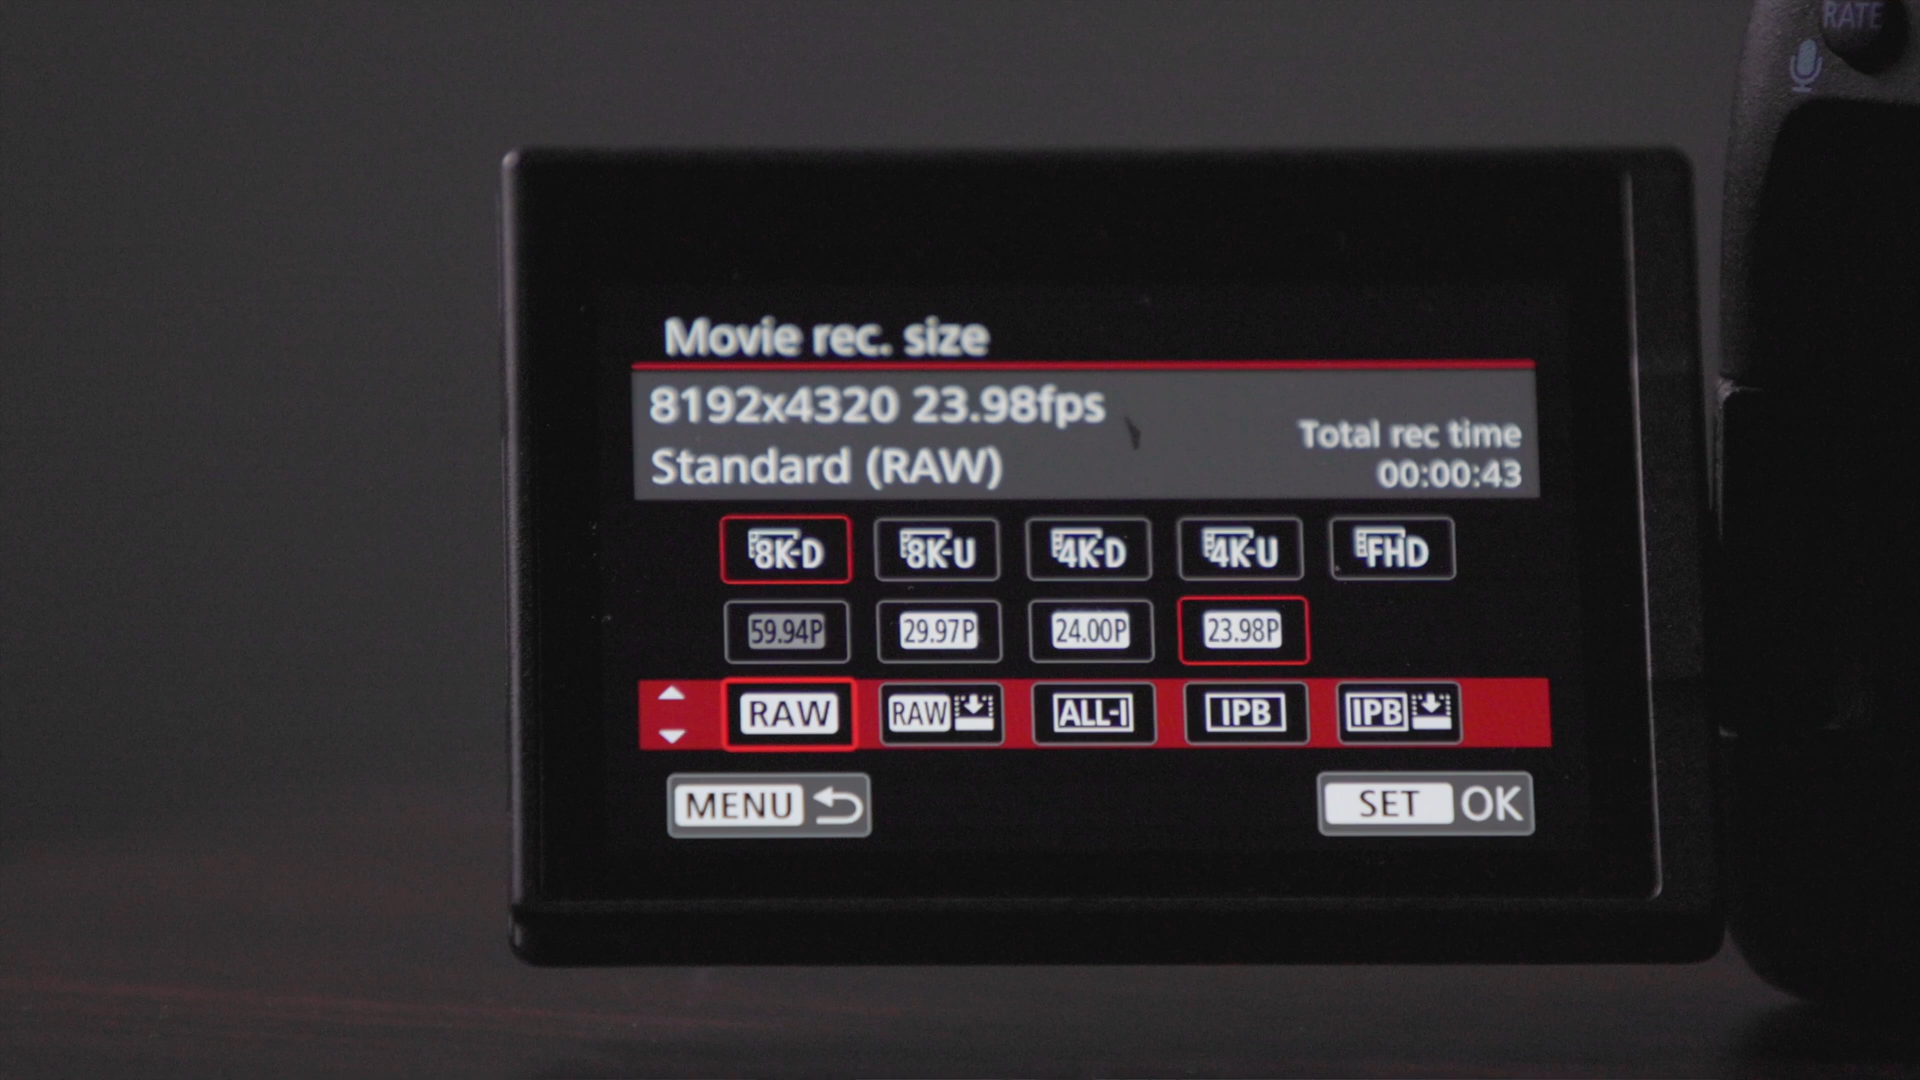 RATE
Movie rec. size
8192x4320 23.98fps
Standard (RAW)
Total rec time
00:00:43
8K-D 8K-U 4K-D 4K-U FHD
59.94P 29.97P 24.00P 23.98P
RAW RAW ALL-I IPB IPB
MENU SET OK